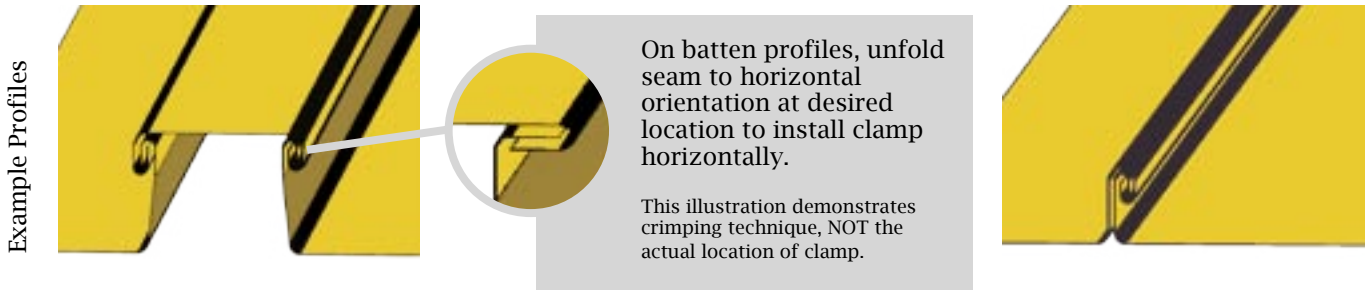 Example Profiles
On batten profiles, unfold
seam to horizontal
orientation at desired
location to install clamp
horizontally.
This illustration demonstrates
crimping technique, NOT the
actual location of clamp.